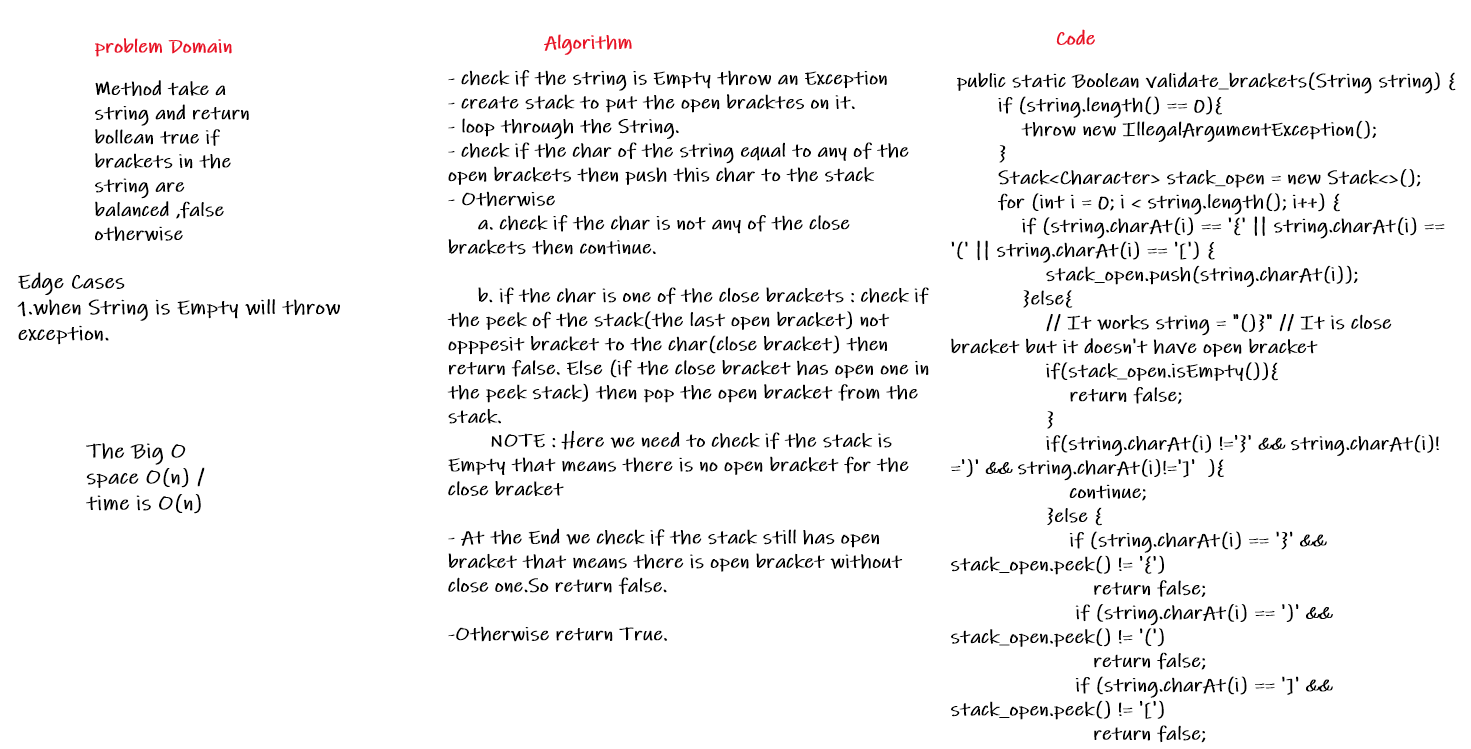 problem Domain
Method take a
string and return
bollean true if
brackets in the
string are
balanced ,false
otherwise
Edge Cases
1.when String is Empty will throw
exception.
The Big O
space O(n) /
time is O(n)
Algorithm
- check if the string is Empty throw an Exception
- create stack to put the open bracktes on it.
- loop through the String.
- check if the char of the string equal to any of the
open brackets then push this char to the stack
- Otherwise
a. check if the char is not any of the close
brackets then continue.
b. if the char is one of the close brackets : check if
the peek of the stack(the last open bracket) not
opppesit bracket to the char(close bracket) then
return false. Else (if the close bracket has open one in
the peek stack) then pop the open bracket from the
stack.
NOTE : Here we need to check if the stack is
Empty that means there is no open bracket for the
close bracket
- At the End we check if the stack still has open
bracket that means there is open bracket without
close one.So return false.
-Otherwise return True.
Code
public static Boolean validate_brackets(String string) {
if (string.length() == 0){
throw new IllegalArgumentException();
}
Stack<Character> stack_open = new Stack<>();
for (int i = 0; i < string.length(); i++) {
if (string.charAt(i) == '{' || string.charAt(i) ==
'(' || string.charAt(i) == '[') {
stack_open.push(string.charAt(i));
}else{
// It works string = "()}" // It is close
bracket but it doesn't have open bracket
if(stack_open.isEmpty()){
return false;
}
if(string.charAt(i) !='}' && string.charAt(i)!
=')' && string.charAt(i)!=']'  ){
continue;
}else {
if (string.charAt(i) == '}' &&
stack_open.peek() != '{')
return false;
if (string.charAt(i) == ')' &&
stack_open.peek() != '(')
return false;
if (string.charAt(i) == ']' &&
stack_open.peek() != '[')
return false;